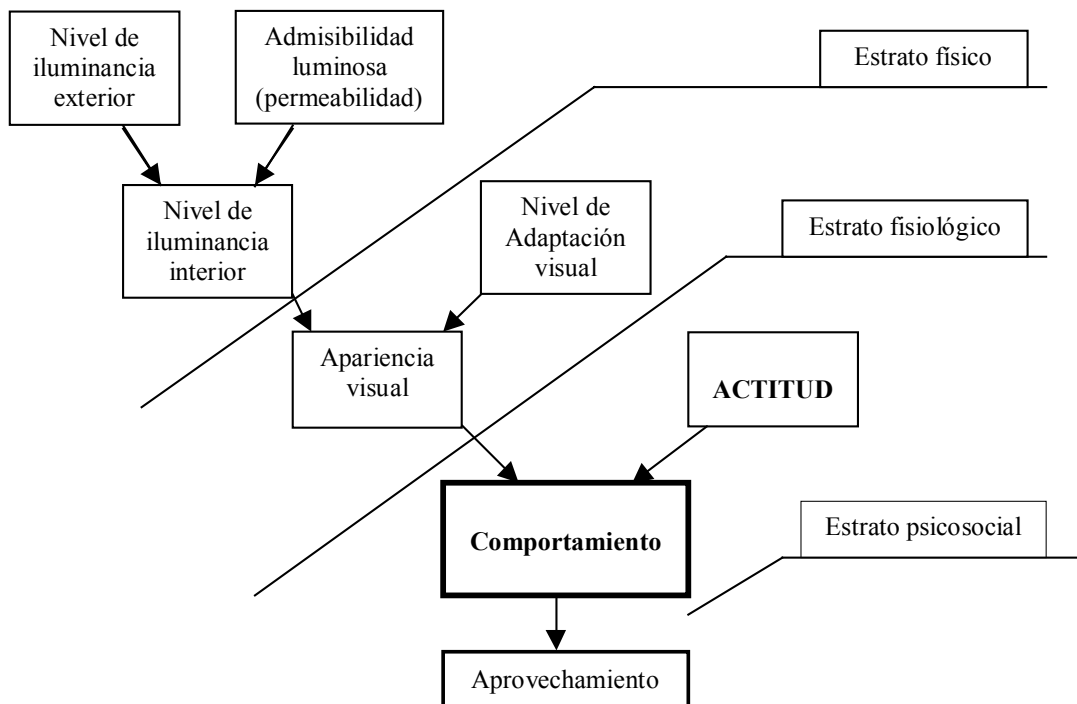 Nivel de
iluminancia
exterior
Admisibilidad
luminosa
(permeabilidad)
Estrato físico
Nivel de
iluminancia
interior
Nivel de
Adaptación
visual
Estrato fisiológico
Apariencia
visual
ACTITUD
Comportamiento
Estrato psicosocial
Aprovechamiento